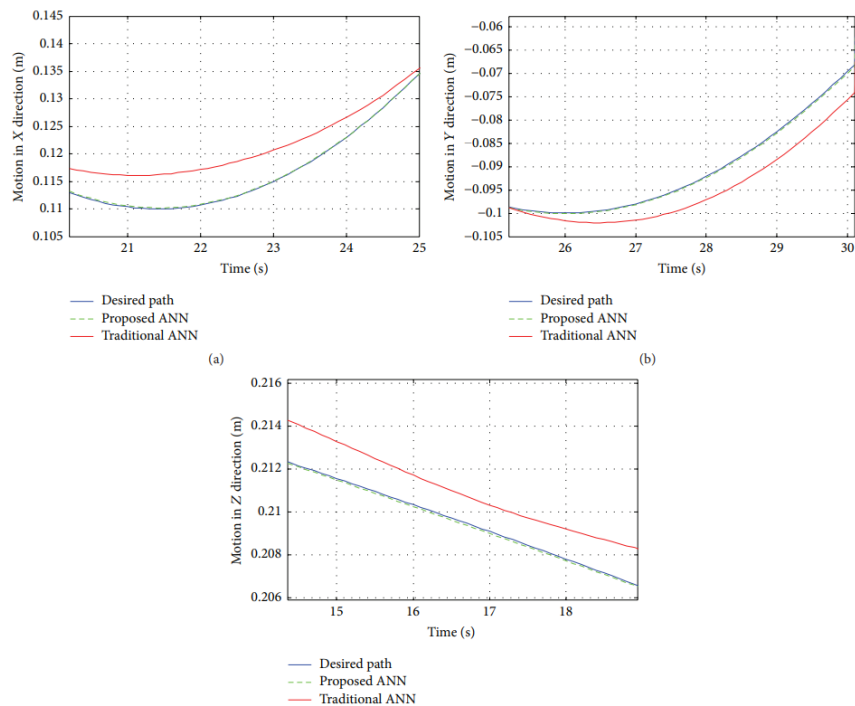 0.145
0.14
0.135
0.13
0.125
0.12
0.115
0.11
0.105
Motion in X direction (m)
21 22 23 24 25
Time (s)
Desired path
Proposed ANN
Traditional ANN
(a)
−0.06
−0.065
−0.07
−0.075
−0.08
−0.085
−0.09
−0.095
−0.1
−0.105
Motion in Y direction (m)
26 27 28 29 30
Time (s)
Desired path
Proposed ANN
Traditional ANN
(b)
0.216
0.214
0.212
0.21
0.208
0.206
Motion in Z direction (m)
15 16 17 18
Time (s)
Desired path
Proposed ANN
Traditional ANN